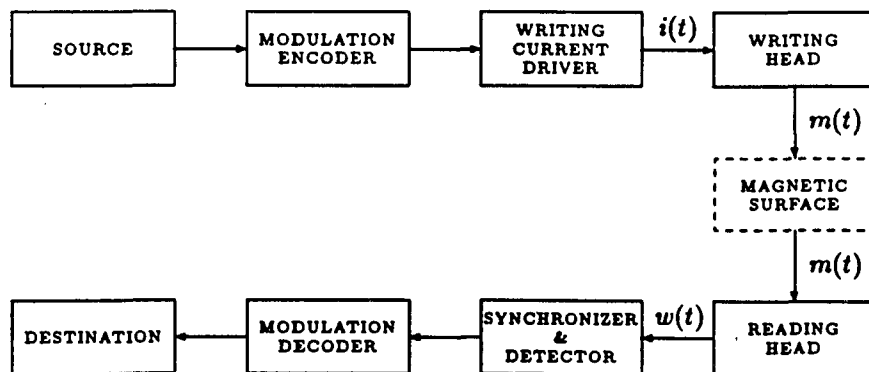 SOURCE
MODULATION
ENCODER
WRITING
CURRENT
DRIVER
i(t)
WRITING
HEAD
m(t)
MAGNETIC
SURFACE
m(t)
DESTINATION
MODULATION
DECODER
SYNCHRONIZER
&
DETECTOR
w(t)
READING
HEAD